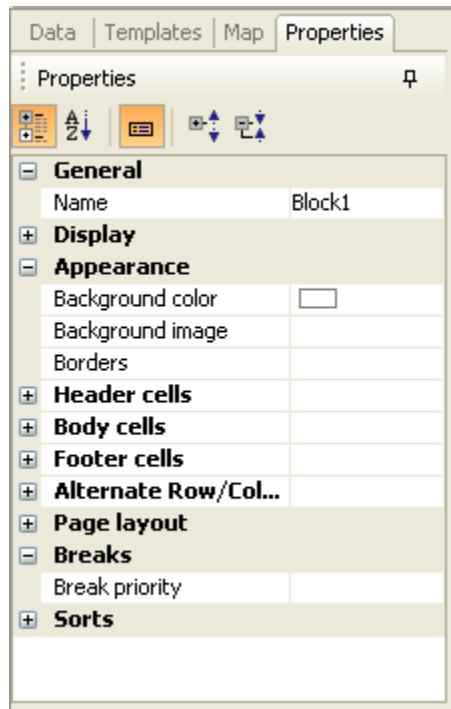 Data Templates Map Properties
Properties
General
Name Block1
Display
Appearance
Background color
Background image
Borders
Header cells
Body cells
Footer cells
Alternate Row/Col...
Page layout
Breaks
Break priority
Sorts